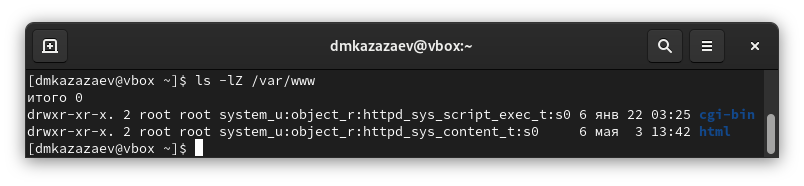 dmkazazaev@vbox:~
[dmkazazaev@vbox ~]$ ls -lZ /var/www
итого 0
drwxr-xr-x. 2 root root system_u:object_r:httpd_sys_script_exec_t:s0 6 янв 22 03:25 cgi-bin
drwxr-xr-x. 2 root root system_u:object_r:httpd_sys_content_t:s0     6 мая  3 13:42 html
[dmkazazaev@vbox ~]$